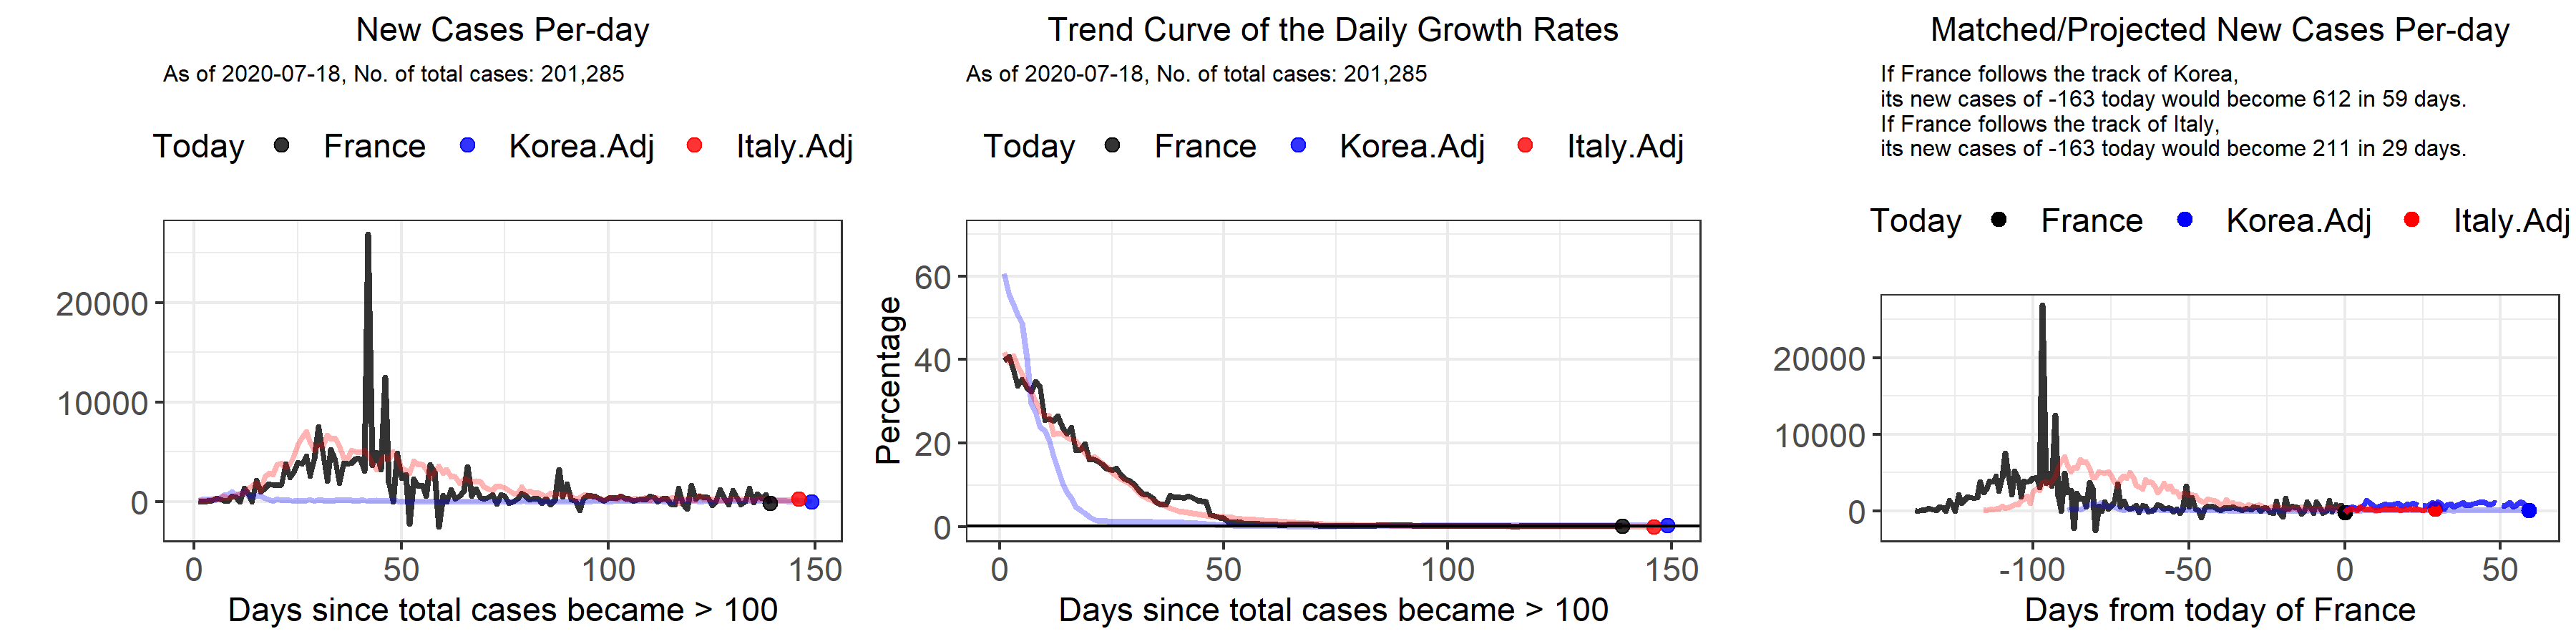 New Cases Per-day
As of 2020-07-18, No. of total cases: 201,285
Today France Korea.Adj Italy.Adj
20000
10000
0
0 50 100 150
Days since total cases became > 100
Trend Curve of the Daily Growth Rates
As of 2020-07-18, No. of total cases: 201,285
Today France Korea.Adj Italy.Adj
Percentage
60
40
20
0
0 50 100 150
Days since total cases became > 100
Matched/Projected New Cases Per-day
If France follows the track of Korea,
its new cases of -163 today would become 612 in 59 days.
If France follows the track of Italy,
its new cases of -163 today would become 211 in 29 days.
Today France Korea.Adj Italy.Adj
20000
10000
0
-100 -50 0 50
Days from today of France